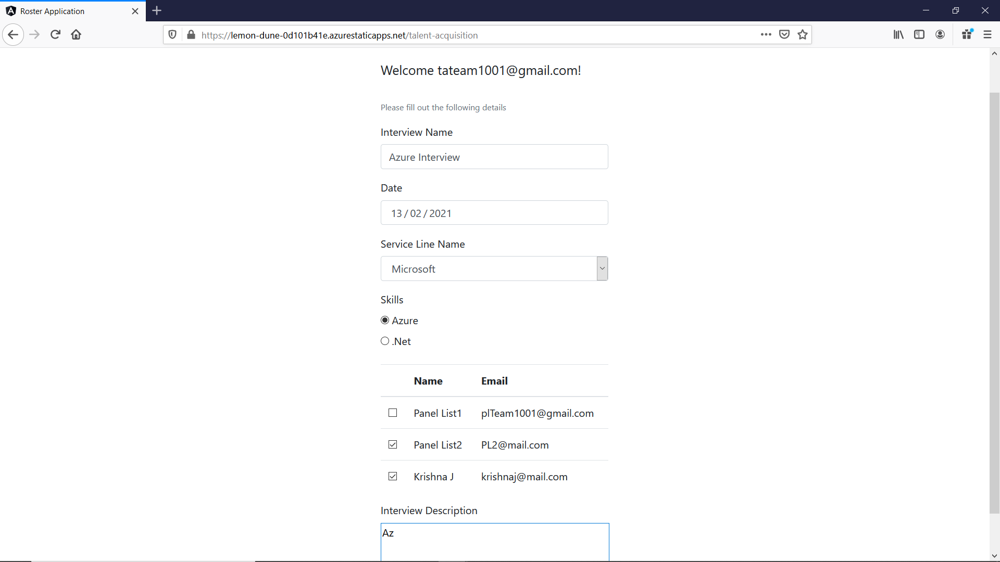 Roster Application
https://lemon-dune-0d101b41e.azurestaticapps.net/talent-acquisition
Welcome tateam1001@gmail.com!
Please fill out the following details
Interview Name
Azure Interview
Date
13 / 02 / 2021
Service Line Name
Microsoft
Skills
Azure
.Net
Name Email
Panel List1 plTeam1001@gmail.com
Panel List2 PL2@mail.com
Krishna J krishnaj@mail.com
Interview Description
Az